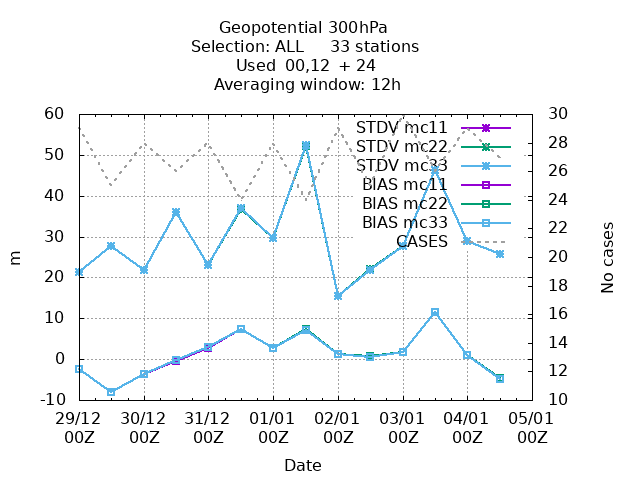 Geopotential 300hPa
Selection: ALL 33 stations
Used 00,12 + 24
Averaging window: 12h
60 30
50 28
40 26
30 24
20 22
10 20
0 18
-10 16
14
12
10
STDV mc11
STDV mc22
STDV mc33
BIAS mc11
BIAS mc22
BIAS mc33
CASES
m
No cases
29/12 30/12 31/12 01/01 02/01 03/01 04/01 05/01
00Z 00Z 00Z 00Z 00Z 00Z 00Z 00Z
Date